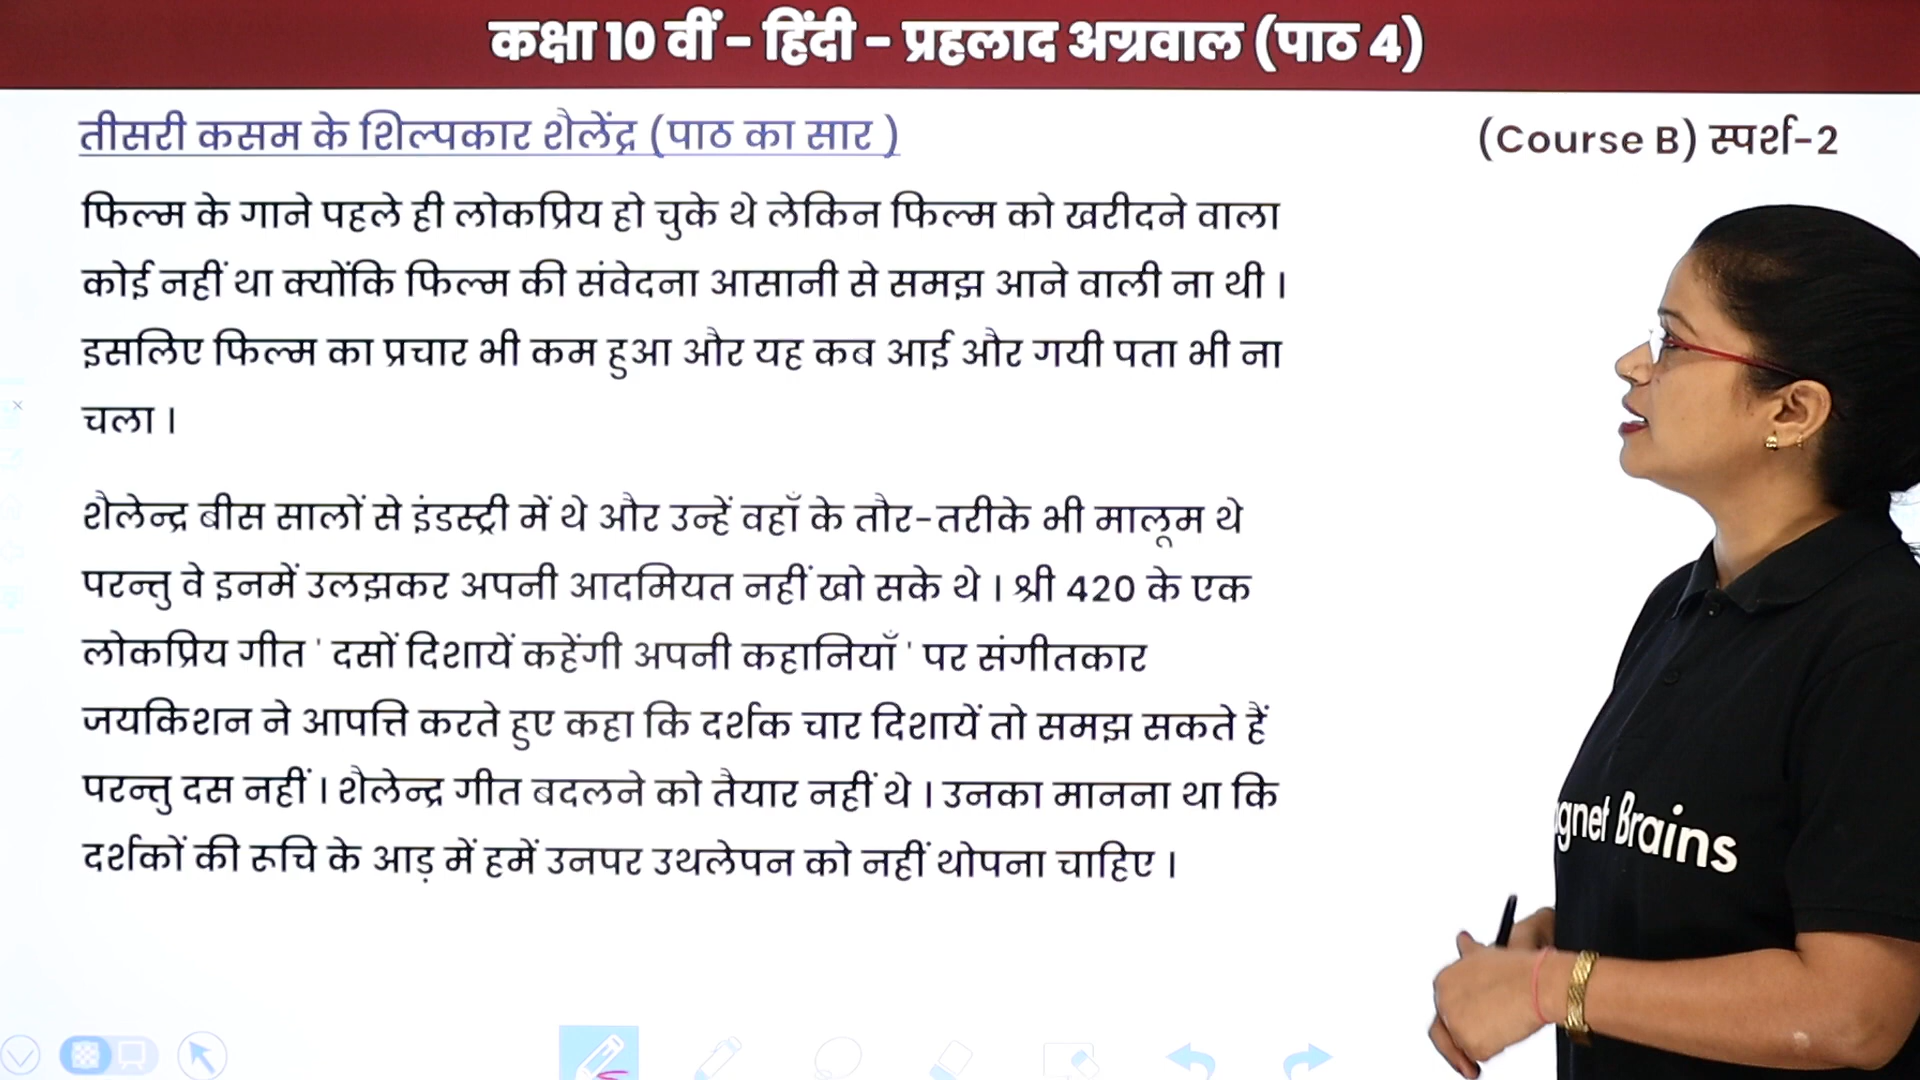 कक्षा 10 वीं - हिंदी - प्रहलाद अग्रवाल (पाठ 4)
तीसरी कसम के शिल्पकार शैलेंद्र (पाठ का सार )
(Course B) स्पर्श-2
फिल्म के गाने पहले ही लोकप्रिय हो चुके थे लेकिन फिल्म को खरीदने वाला
कोई नहीं था क्योंकि फिल्म की संवेदना आसानी से समझ आने वाली ना थी ।
इसलिए फिल्म का प्रचार भी कम हुआ और यह कब आई और गयी पता भी ना
चला ।
शैलेन्द्र बीस सालों से इंडस्ट्री में थे और उन्हें वहाँ के तौर-तरीके भी मालूम थे
परन्तु वे इनमें उलझकर अपनी आदमियत नहीं खो सके थे । श्री 420 के एक
लोकप्रिय गीत ' दसों दिशायें कहेंगी अपनी कहानियाँ ' पर संगीतकार
जयकिशन ने आपत्ति करते हुए कहा कि दर्शक चार दिशायें तो समझ सकते हैं
परन्तु दस नहीं । शैलेन्द्र गीत बदलने को तैयार नहीं थे । उनका मानना था कि
दर्शकों की रूचि के आड़ में हमें उनपर उथलेपन को नहीं थोपना चाहिए ।
gnet Brains